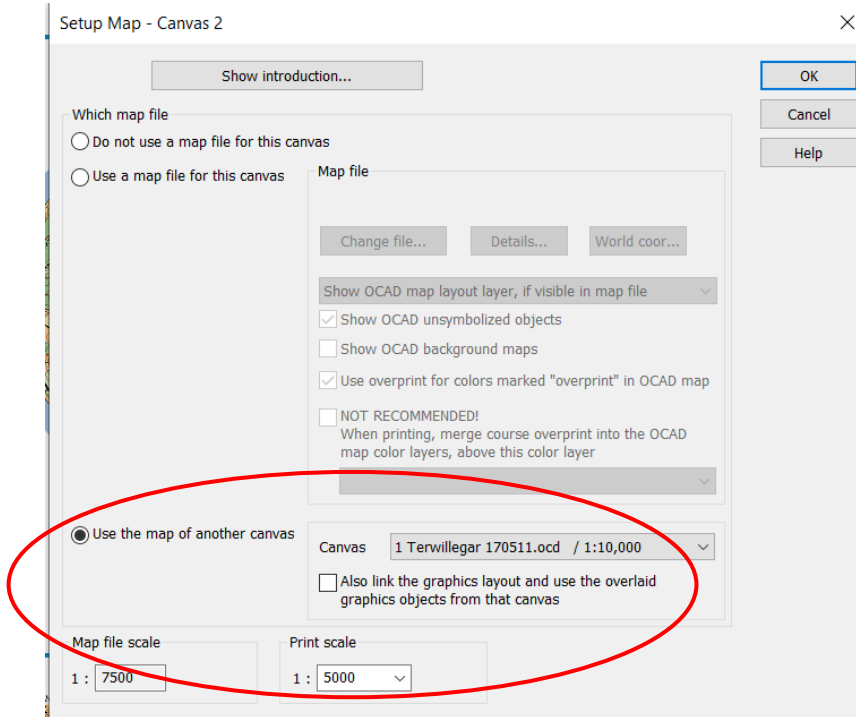 Setup Map - Canvas 2
Show introduction...
OK
Cancel
Help
Which map file
Do not use a map file for this canvas
Use a map file for this canvas
Map file
Change file...
Details...
World coor...
Show OCAD map layout layer, if visible in map file
Show OCAD unsymbolized objects
Show OCAD background maps
Use overprint for colors marked "overprint" in OCAD map
NOT RECOMMENDED!
When printing, merge course overprint into the OCAD
map color layers, above this color layer
Use the map of another canvas
Canvas
1 Terwillegar 170511.ocd / 1:10,000
Also link the graphics layout and use the overlaid
graphics objects from that canvas
Map file scale
1 : 7500
Print scale
1 : 5000